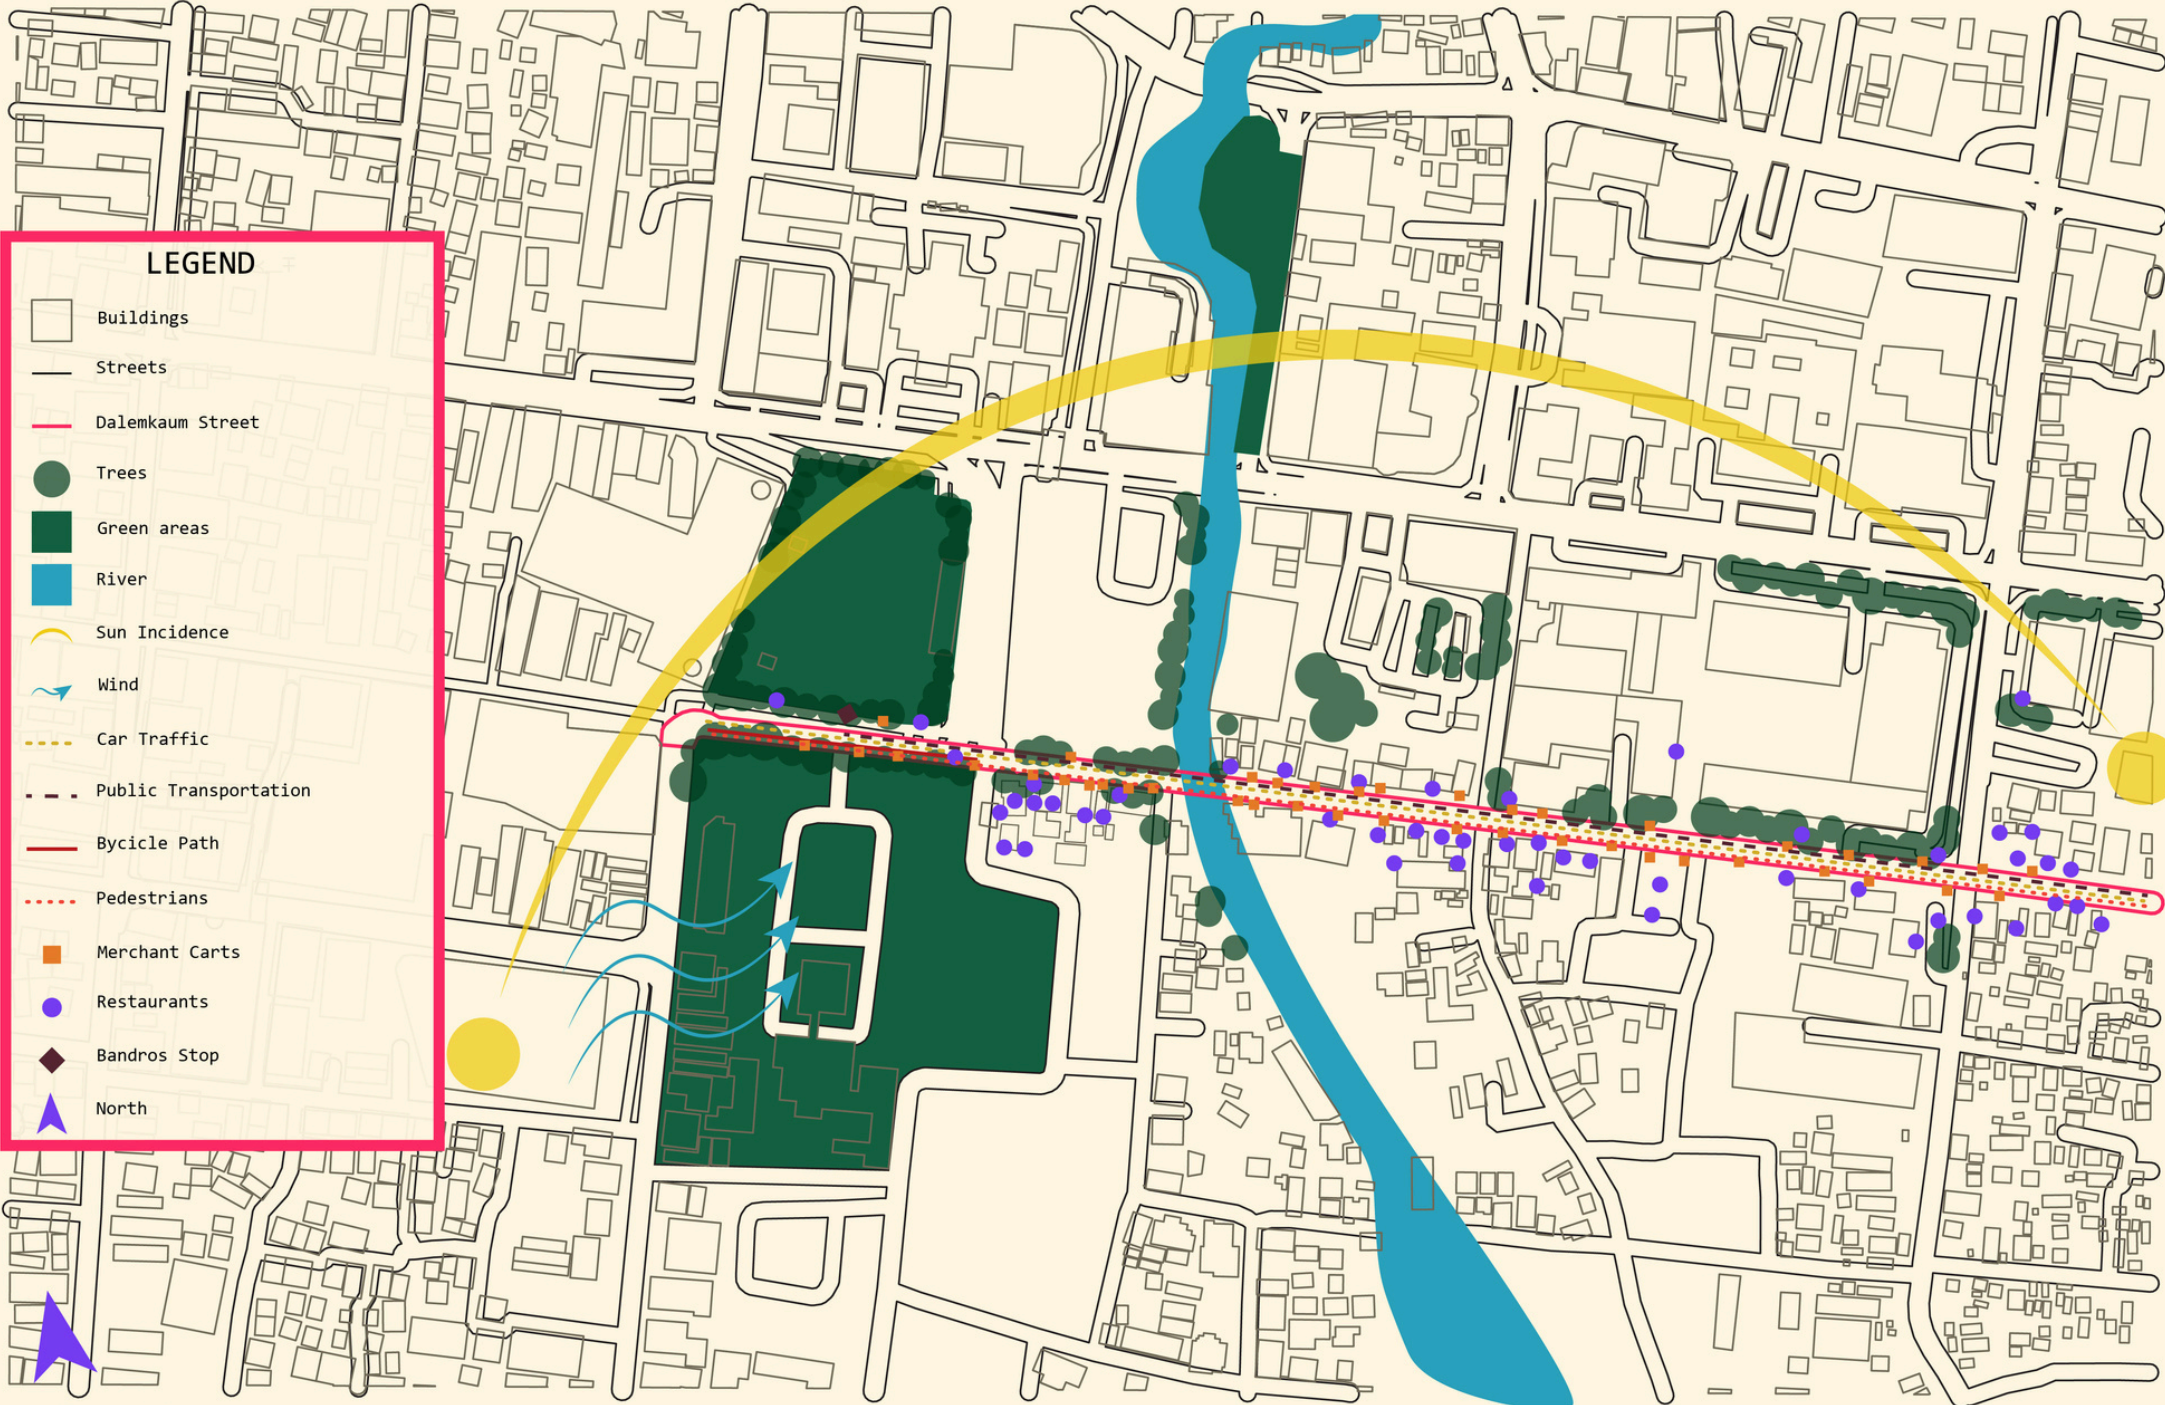 LEGEND
Buildings
Streets
Dalemkaum Street
Trees
Green areas
River
Sun Incidence
Wind
Car Traffic
Public Transportation
Bycicle Path
Pedestrians
Merchant Carts
Restaurants
Bandros Stop
North